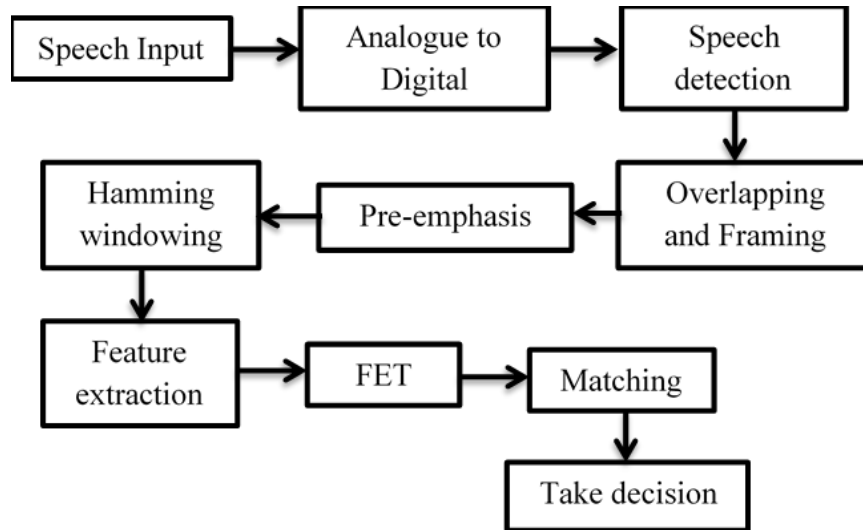 Speech Input
Analogue to
Digital
Speech
detection
Overlapping
and Framing
Pre-emphasis
Hamming
windowing
Feature
extraction
FET
Matching
Take decision